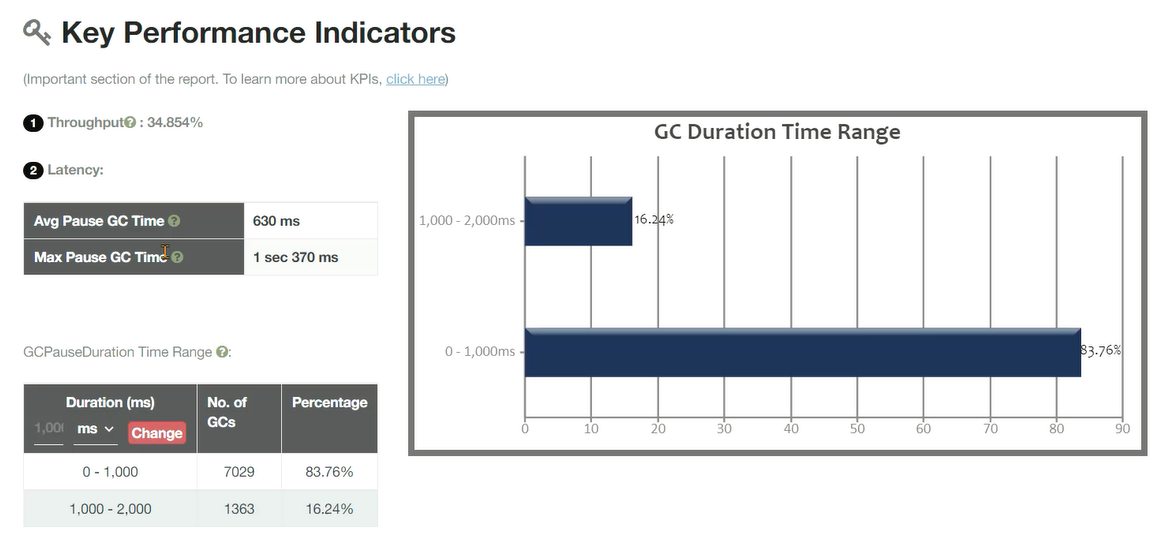 Key Performance Indicators
(Important section of the report. To learn more about KPIs, click here)
1 Throughput? : 34.854%
2 Latency:
Avg Pause GC Time ? 630 ms
Max Pause GC Time ? 1 sec 370 ms
GCPauseDuration Time Range ?:
Duration (ms) No. of GCs Percentage
ms Change
0 - 1,000 7029 83.76%
1,000 - 2,000 1363 16.24%
GC Duration Time Range
1,000 - 2,000ms 16.24%
0 - 1,000ms 83.76%
0 10 20 30 40 50 60 70 80 90